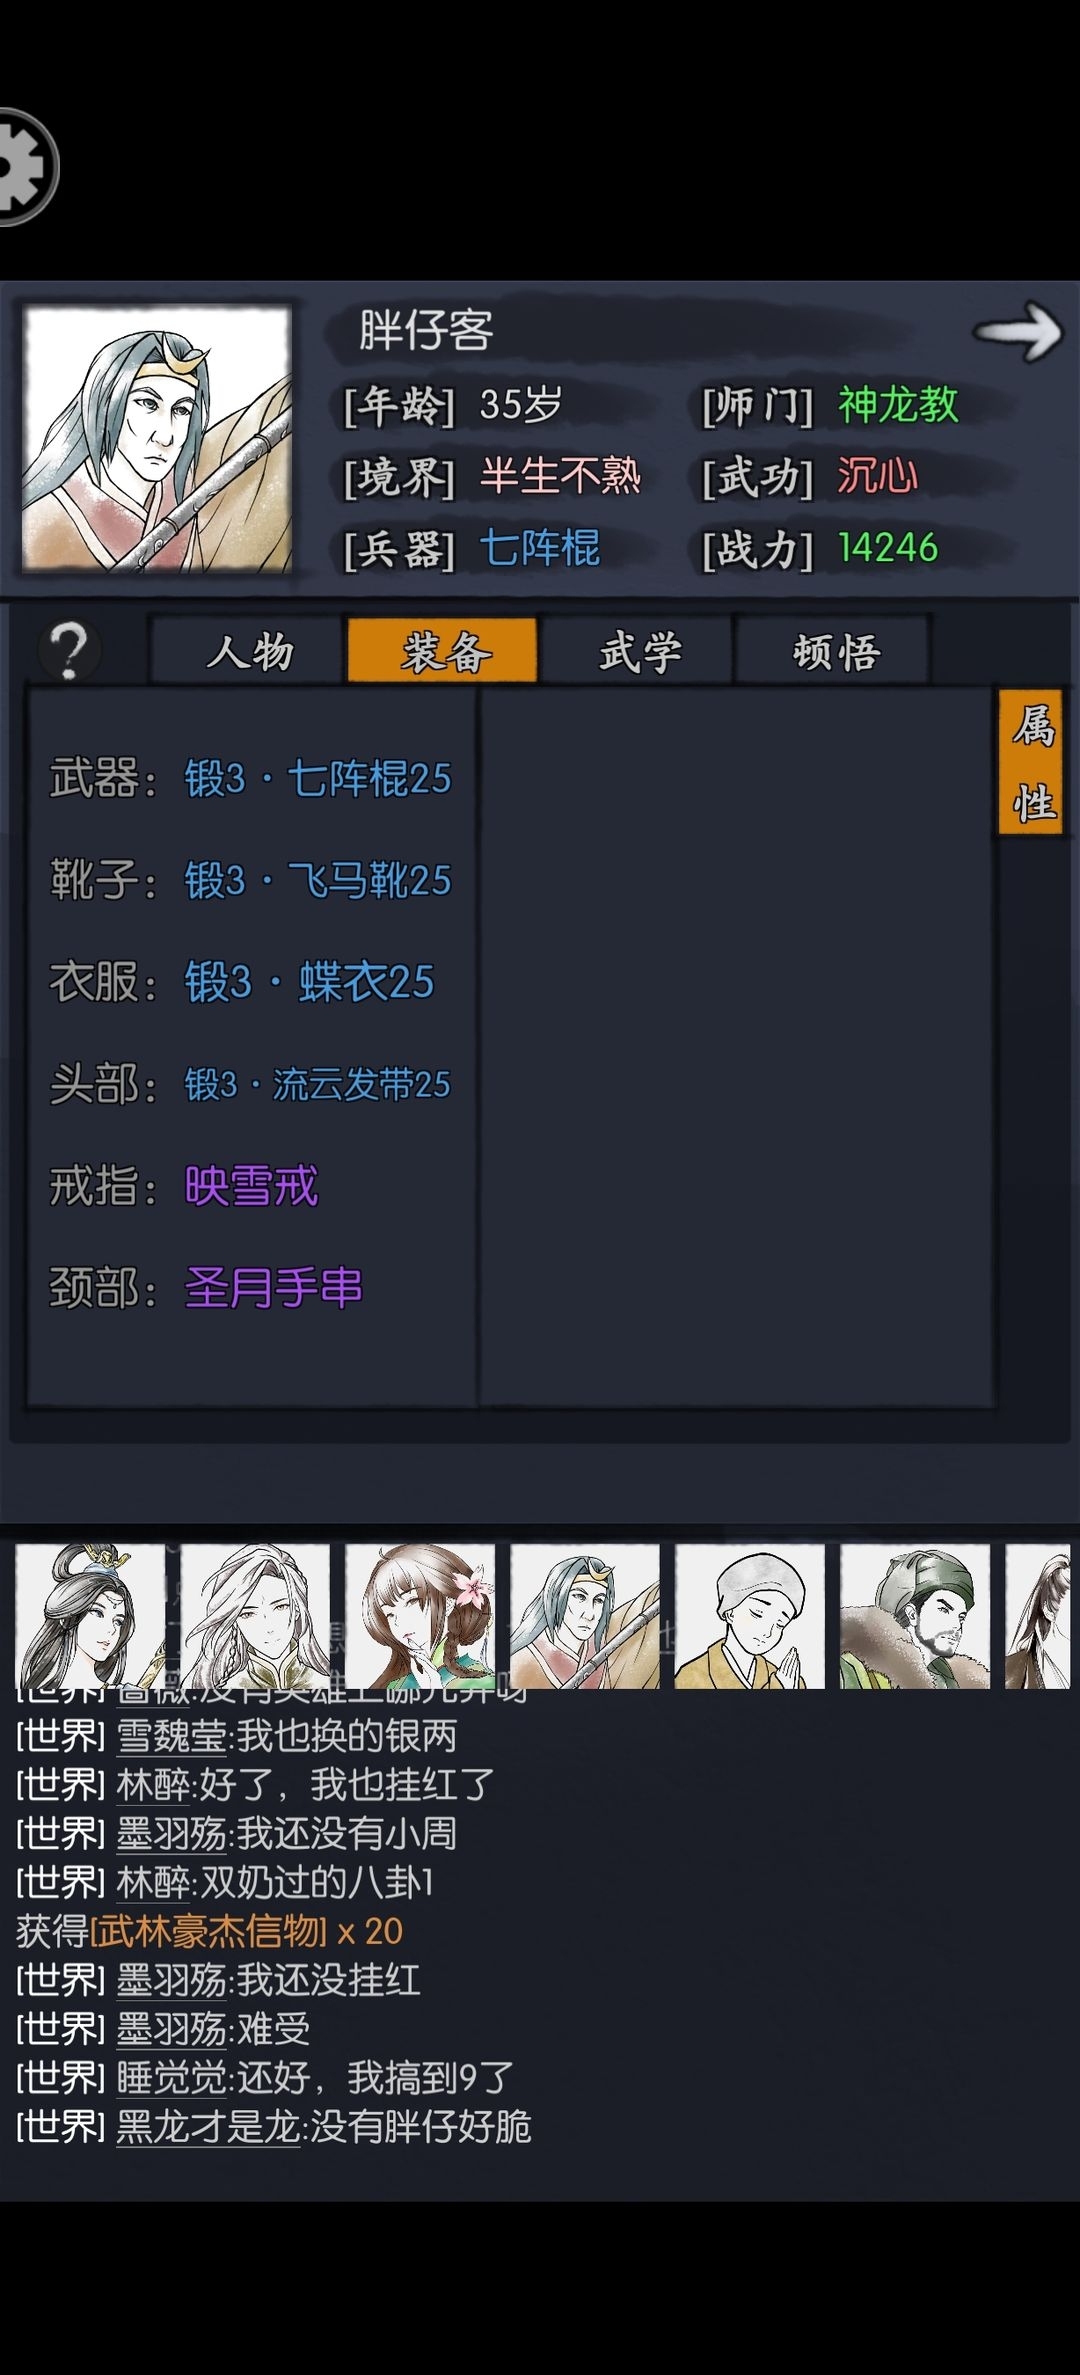 胖仔客
[年龄] 35岁 [师门] 神龙教
[境界] 半生不熟 [武功] 沉心
[兵器] 七阵棍 [战力] 14246
? 人物 装备 武学 顿悟
属性
武器：锻3·七阵棍25
靴子：锻3·飞马靴25
衣服：锻3·蝶衣25
头部：锻3·流云发带25
戒指：映雪戒
颈部：圣月手串
[世界] 雪魏莹:我也换的银两
[世界] 林醉:好了，我也挂红了
[世界] 墨羽殇:我还没有小周
[世界] 林醉:双奶过的八卦1
获得[武林豪杰信物] x 20
[世界] 墨羽殇:我还没挂红
[世界] 墨羽殇:难受
[世界] 睡觉觉:还好，我搞到9了
[世界] 黑龙才是龙:没有胖仔好脆